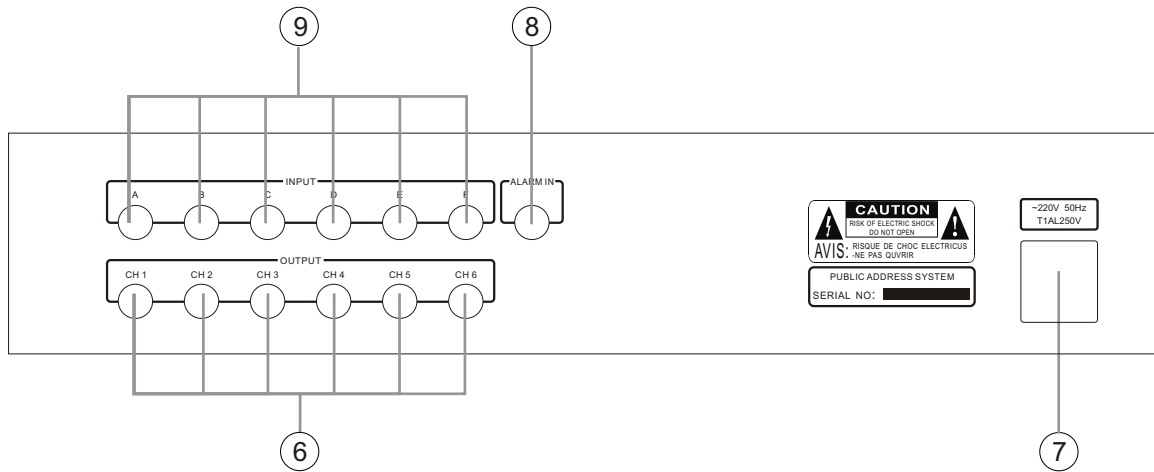 9 8
INPUT ALARM IN
A B C D E F
OUTPUT
CH 1 CH 2 CH 3 CH 4 CH 5 CH 6
CAUTION
RISK OF ELECTRIC SHOCK
DO NOT OPEN
AVIS: RISQUE DE CHOC ELECTRICUS
-NE PAS QUVRIR
PUBLIC ADDRESS SYSTEM
SERIAL NO:
~220V 50Hz
T1AL250V
6 7